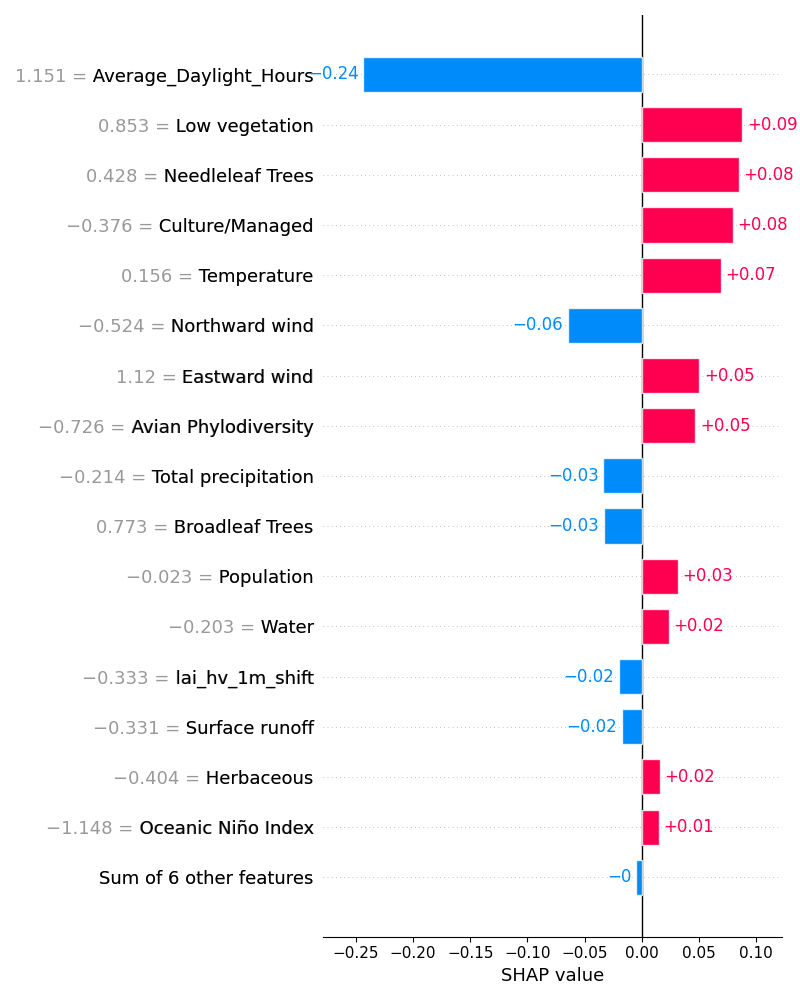 1.151 = Average_Daylight_Hours −0.24
0.853 = Low vegetation +0.09
0.428 = Needleleaf Trees +0.08
−0.376 = Culture/Managed +0.08
0.156 = Temperature +0.07
−0.524 = Northward wind −0.06
1.12 = Eastward wind +0.05
−0.726 = Avian Phylodiversity +0.05
−0.214 = Total precipitation −0.03
0.773 = Broadleaf Trees −0.03
−0.023 = Population +0.03
−0.203 = Water +0.02
−0.333 = lai_hv_1m_shift −0.02
−0.331 = Surface runoff −0.02
−0.404 = Herbaceous +0.02
−1.148 = Oceanic Niño Index +0.01
Sum of 6 other features −0
−0.25 −0.20 −0.15 −0.10 −0.05 0.00 0.05 0.10
SHAP value